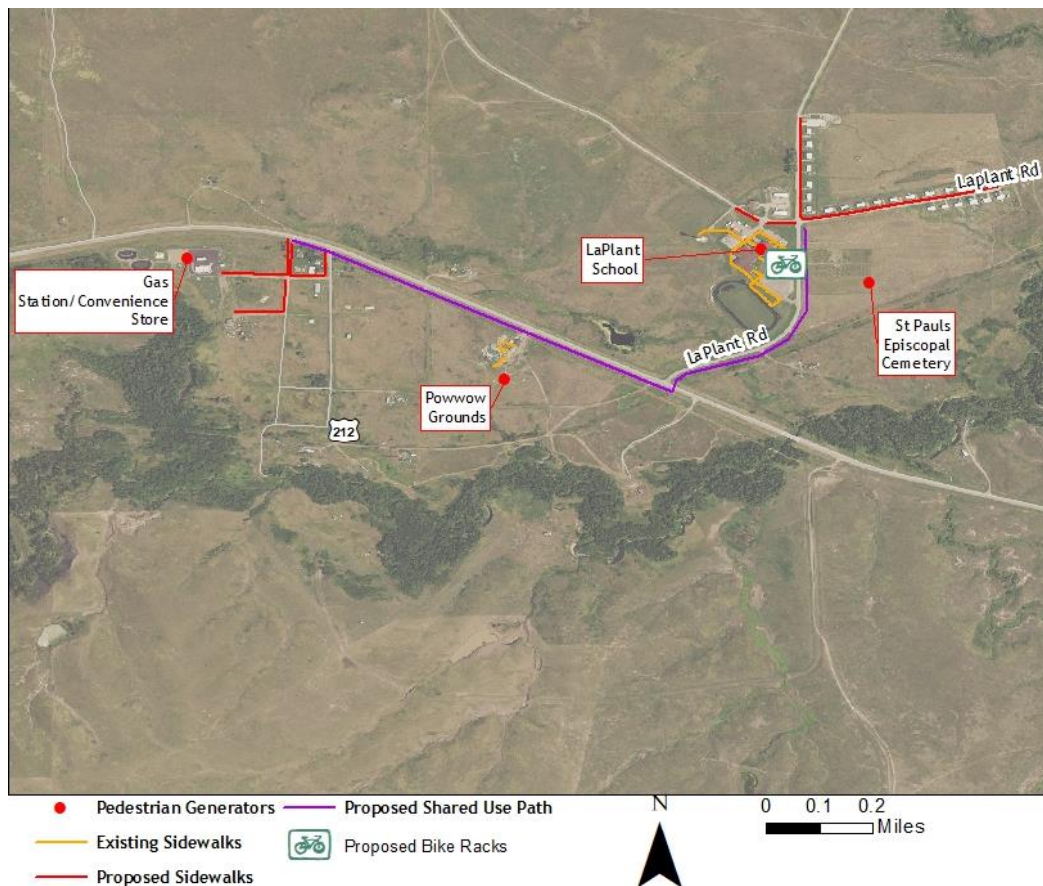 Laplant Rd
LaPlant
School
Gas
Station/Convenience
Store
St Pauls
Episcopal
Cemetery
LaPlant Rd
Powwow
Grounds
212
Pedestrian Generators
Proposed Shared Use Path
N
0 0.1 0.2
Miles
Existing Sidewalks
Proposed Bike Racks
Proposed Sidewalks